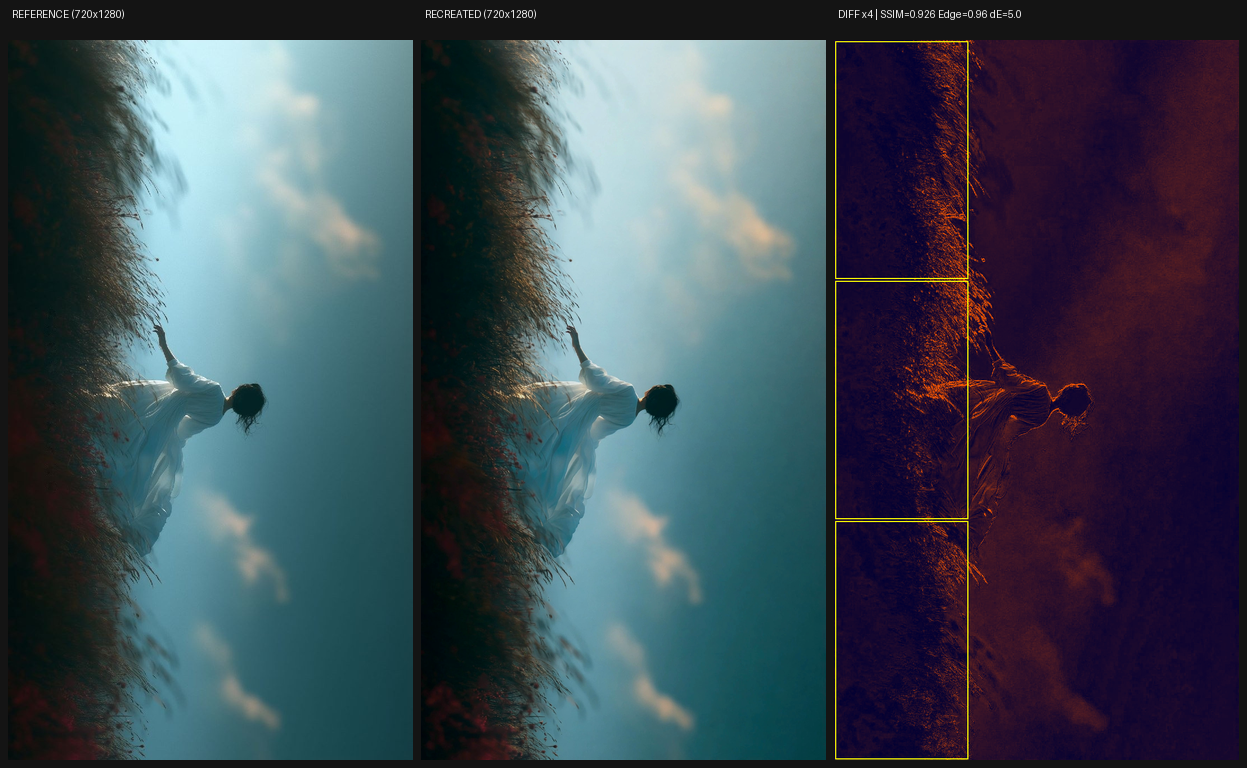 REFERENCE (720x1280)
RECREATED (720x1280)
DIFF x4 | SSIM=0.926 Edge=0.96 dE=5.0